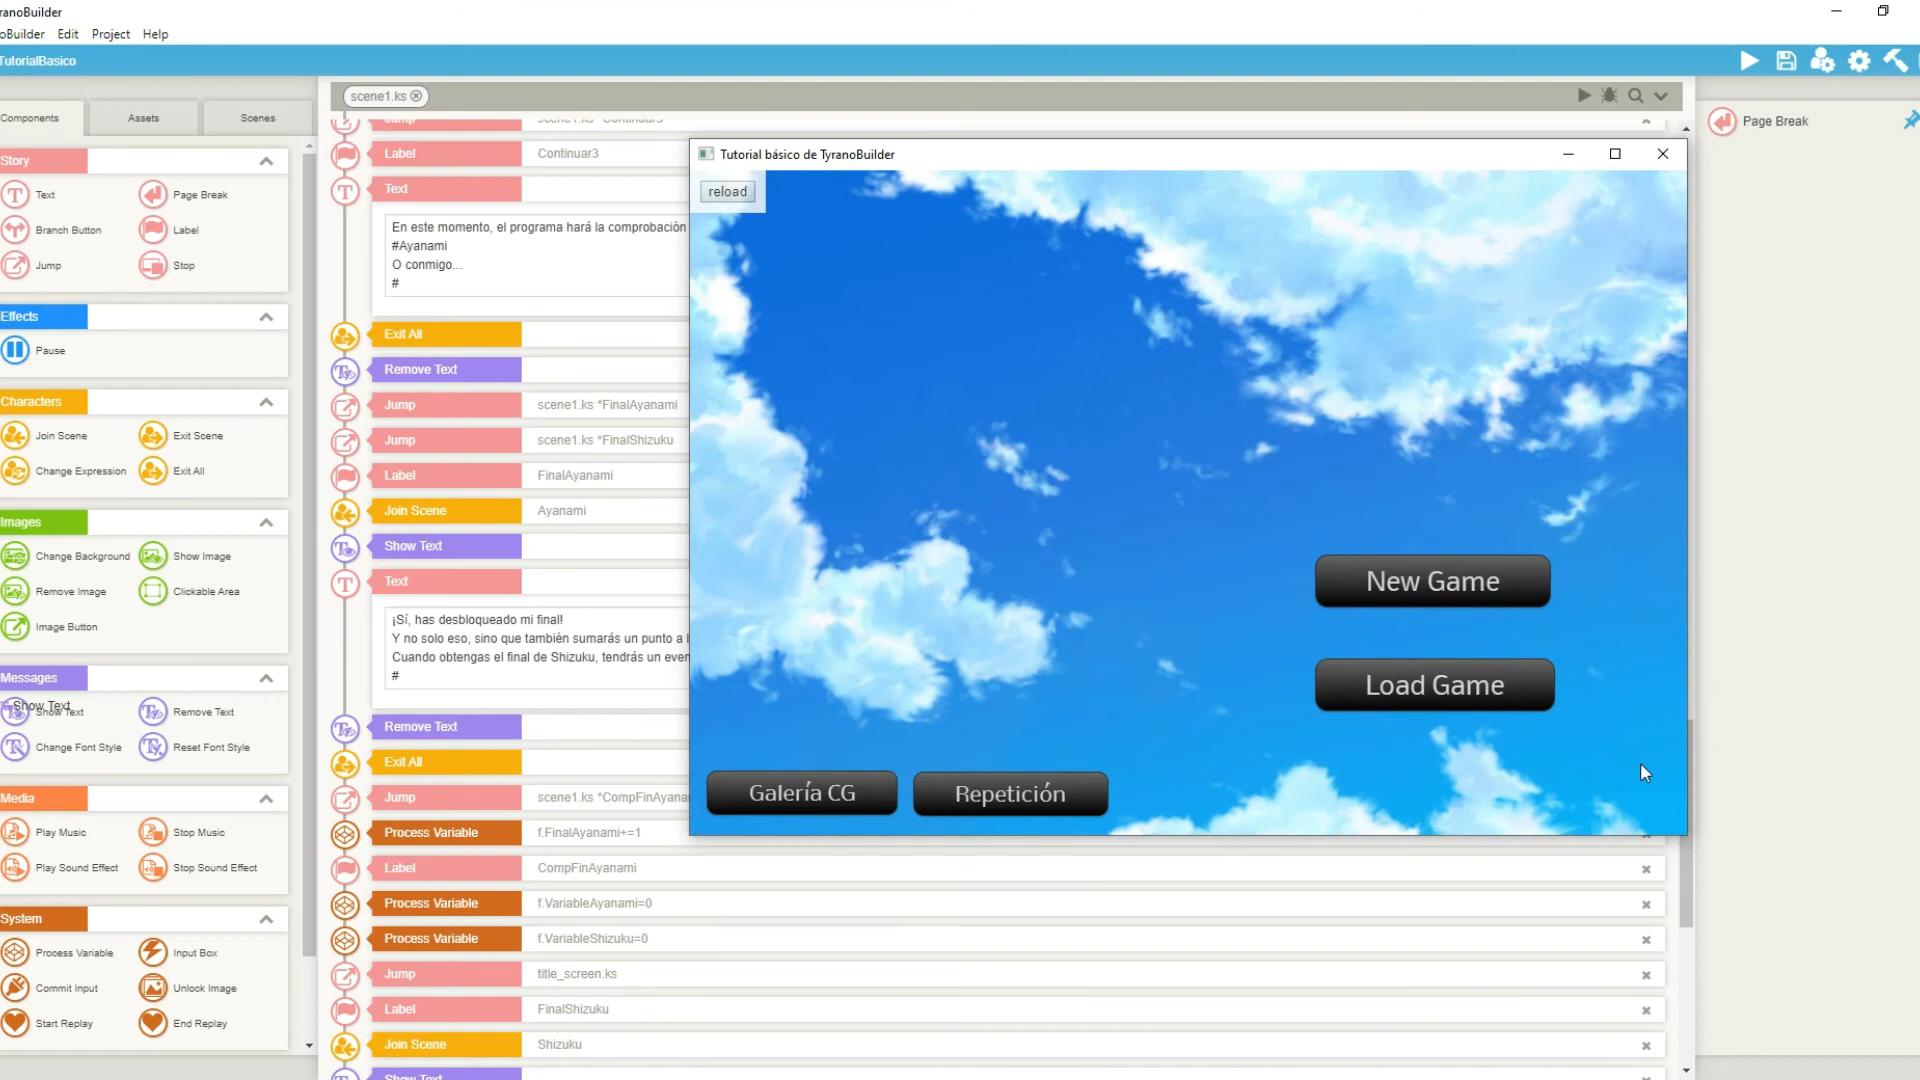 ranoBuilder
oBuilder Edit Project Help
TutorialBasico
Components Assets Scenes
Story
Text Page Break
Branch Button Label
Jump Stop
Effects
Pause
Characters
Join Scene Exit Scene
Change Expression Exit All
Images
Change Background Show Image
Remove Image Clickable Area
Image Button
Messages
Show Text
Show Text Remove Text
Change Font Style Reset Font Style
Media
Play Music Stop Music
Play Sound Effect Stop Sound Effect
System
Process Variable Input Box
Commit Input Unlock Image
Start Replay End Replay
scene1.ks
Jump scene1.ks *Continuar3
Label Continuar3
Text
En este momento, el programa hará la comprobación
#Ayanami
O conmigo...
#
Exit All
Remove Text
Jump scene1.ks *FinalAyanami
Jump scene1.ks *FinalShizuku
Label FinalAyanami
Join Scene Ayanami
Show Text
Text
¡Sí, has desbloqueado mi final!
Y no solo eso, sino que también sumarás un punto a l
Cuando obtengas el final de Shizuku, tendrás un even
#
Remove Text
Exit All
Jump scene1.ks *CompFinAyana
Process Variable f.FinalAyanami+=1
Label CompFinAyanami
Process Variable f.VariableAyanami=0
Process Variable f.VariableShizuku=0
Jump title_screen.ks
Label FinalShizuku
Join Scene Shizuku
Show Text
Tutorial básico de TyranoBuilder
reload
New Game
Load Game
Galería CG Repetición
Page Break